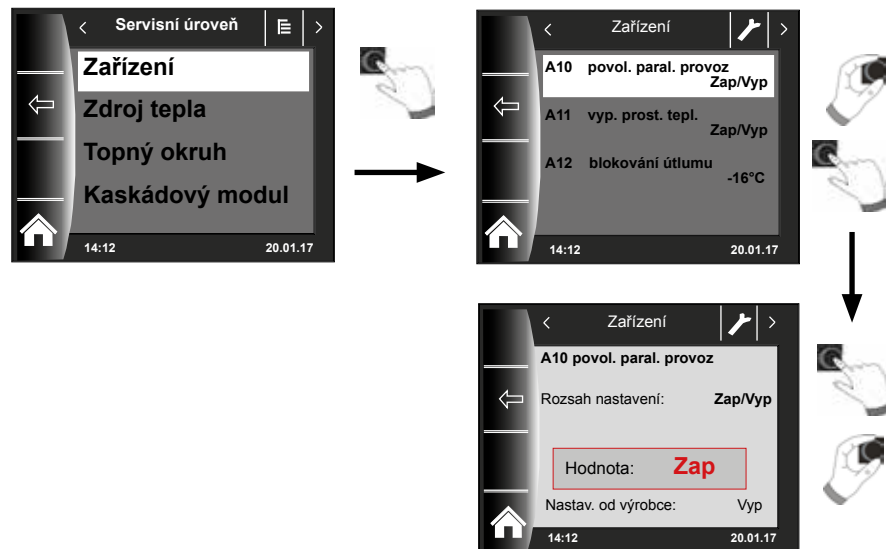 Servisní úroveň
Zařízení
Zdroj tepla
Topný okruh
Kaskádový modul
14:12 20.01.17
Zařízení
A10 povol. paral. provoz
Zap/Vyp
A11 vyp. prost. tepl.
Zap/Vyp
A12 blokování útlumu
-16°C
14:12 20.01.17
Zařízení
A10 povol. paral. provoz
Rozsah nastavení: Zap/Vyp
Hodnota: Zap
Nastav. od výrobce: Vyp
14:12 20.01.17